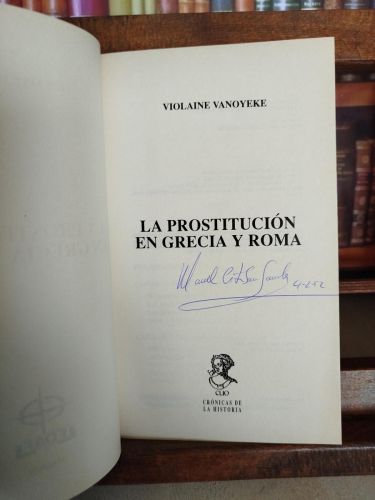 VIOLAINE VANOYEKE
LA PROSTITUCIÓN
EN GRECIA Y ROMA
CLIO
CRÓNICAS DE
LA HISTORIA